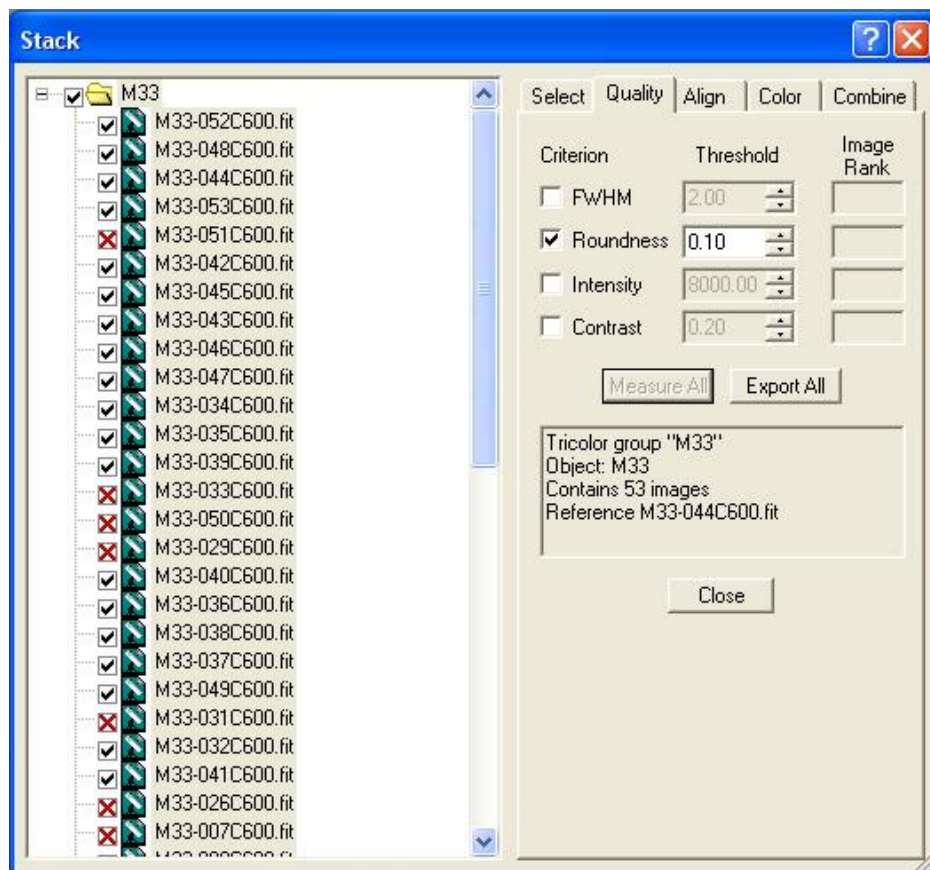 Stack
M33
M33-052C600.fit
M33-048C600.fit
M33-044C600.fit
M33-053C600.fit
M33-051C600.fit
M33-042C600.fit
M33-045C600.fit
M33-043C600.fit
M33-046C600.fit
M33-047C600.fit
M33-034C600.fit
M33-035C600.fit
M33-039C600.fit
M33-033C600.fit
M33-050C600.fit
M33-029C600.fit
M33-040C600.fit
M33-036C600.fit
M33-038C600.fit
M33-037C600.fit
M33-049C600.fit
M33-031C600.fit
M33-032C600.fit
M33-041C600.fit
M33-026C600.fit
M33-007C600.fit
Select Quality Align Color Combine
Criterion Threshold Image Rank
FWHM 2.00
Roundness 0.10
Intensity 8000.00
Contrast 0.20
Measure All Export All
Tricolor group "M33"
Object: M33
Contains 53 images
Reference M33-044C600.fit
Close